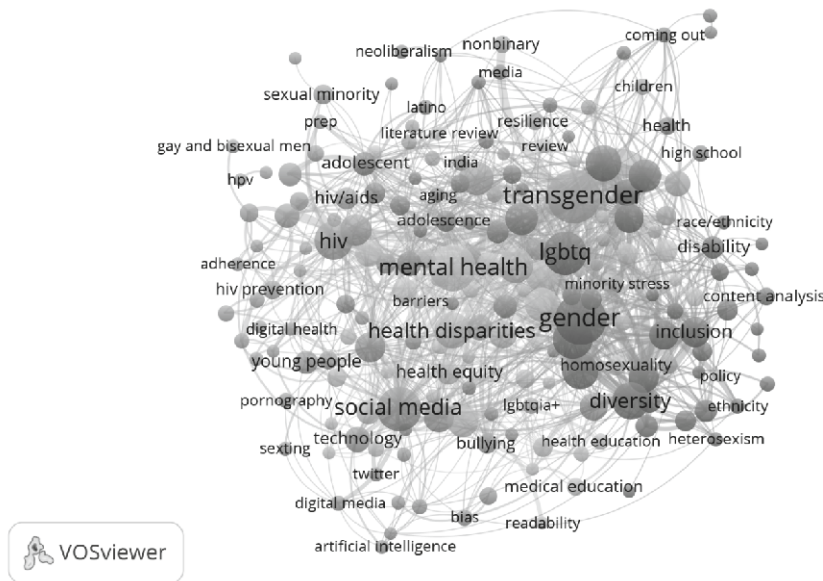 coming out
neoliberalism
nonbinary
media
children
sexual minority
latino
prep
literature review
resilience
health
gay and bisexual men
review
high school
adolescent
india
hpv
hiv/aids
aging
transgender
adolescence
race/ethnicity
hiv
lgbtq
disability
adherence
mental health
minority stress
hiv prevention
barriers
content analysis
digital health
health disparities
gender
inclusion
young people
health equity
homosexuality
policy
pornography
social media
lgbtqia+
diversity
ethnicity
technology
bullying
health education
heterosexism
sexting
twitter
medical education
digital media
bias
readability
artificial intelligence
VOSviewer